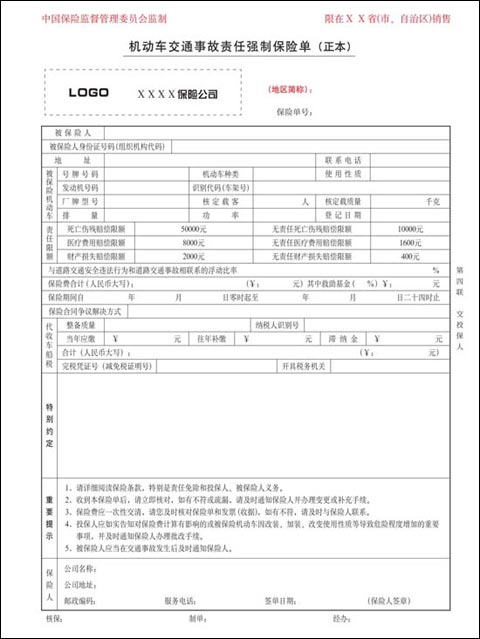 中国保险监督管理委员会监制 限在X X省(市、自治区)销售
机动车交通事故责任强制保险单 (正本)
LOGO XXXX保险公司
(地区简称):
保险单号:
被保险人
被保险人身份证号码(组织机构代码)
地 址 联系电话
被保险机动车
号牌号码 机动车种类 使用性质
发动机号码 识别代码(车架号)
厂牌型号 核定载客 人 核定载质量 千克
排 量 功 率 登记日期
责任限额
死亡伤残赔偿限额 50000元 无责任死亡伤残赔偿限额 10000元
医疗费用赔偿限额 8000元 无责任医疗费用赔偿限额 1600元
财产损失赔偿限额 2000元 无责任财产损失赔偿限额 400元
与道路交通安全违法行为和道路交通事故相联系的浮动比率 %
保险费合计(人民币大写): (¥: 元) 其中救助基金( %)¥: 元
保险期间自 年 月 日零时起至 年 月 日二十四时止
保险合同争议解决方式
代收车船税
整备质量 纳税人识别号
当年应缴 ¥ 元 往年补缴 ¥ 元 滞纳金 ¥ 元
合计(人民币大写): (¥: 元)
完税凭证号(减免税证明号) 开具税务机关
特别约定
重要提示
1、请详细阅读保险条款,特别是责任免除和投保人、被保险人义务。
2、收到本保险单后,请立即核对,如有不符或疏漏,请及时通知保险人并办理变更或补充手续。
3、保险费应一次性交清,请您及时核对保险单和发票(收据),如有不符,请及时与保险人联系。
4、投保人应如实告知对保险费计算有影响的或被保险机动车因改装、加装、改变使用性质等导致危险程度增加的重要
事项,并及时通知保险人办理批改手续。
5、被保险人应当在交通事故发生后及时通知保险人。
保险人
公司名称:
公司地址:
邮政编码: 服务电话: 签单日期: (保险人签章)
核保: 制单: 经办:
第四联 交投保人